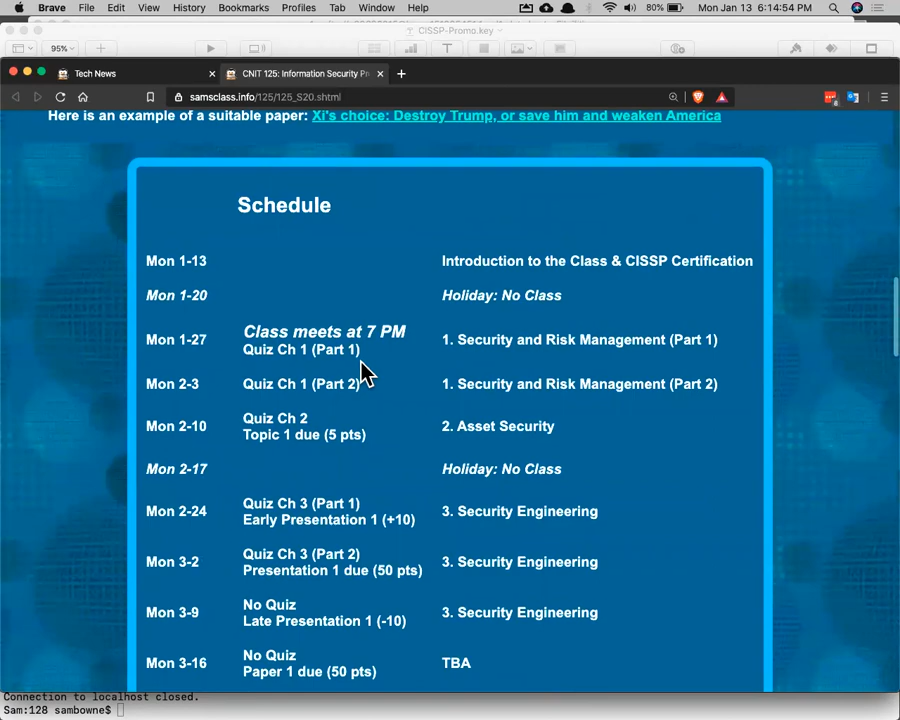 Brave File Edit View History Bookmarks Profiles Tab Window Help 80% Mon Jan 13 6:14:54 PM
CISSP-Promo.key
95%
Tech News
CNIT 125: Information Security Pr
samsclass.info/125/125_S20.shtml
Here is an example of a suitable paper: Xi's choice: Destroy Trump, or save him and weaken America
Schedule
Mon 1-13 Introduction to the Class & CISSP Certification
Mon 1-20 Holiday: No Class
Class meets at 7 PM
Mon 1-27 Quiz Ch 1 (Part 1) 1. Security and Risk Management (Part 1)
Mon 2-3 Quiz Ch 1 (Part 2) 1. Security and Risk Management (Part 2)
Quiz Ch 2
Mon 2-10 Topic 1 due (5 pts) 2. Asset Security
Mon 2-17 Holiday: No Class
Quiz Ch 3 (Part 1)
Mon 2-24 Early Presentation 1 (+10) 3. Security Engineering
Quiz Ch 3 (Part 2)
Mon 3-2 Presentation 1 due (50 pts) 3. Security Engineering
No Quiz
Mon 3-9 Late Presentation 1 (-10) 3. Security Engineering
No Quiz
Mon 3-16 Paper 1 due (50 pts) TBA
Connection to localhost closed.
Sam:128 sambowne$